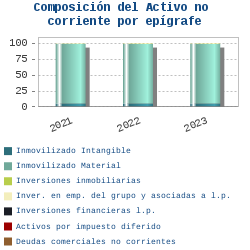 Composición del Activo no
corriente por epígrafe
100
75
50
25
0
2021
2022
2023
Inmovilizado Intangible
Inmovilizado Material
Inversiones inmobiliarias
Inver. en emp. del grupo y asociadas a l.p.
Inversiones financieras l.p.
Activos por impuesto diferido
Deudas comerciales no corrientes